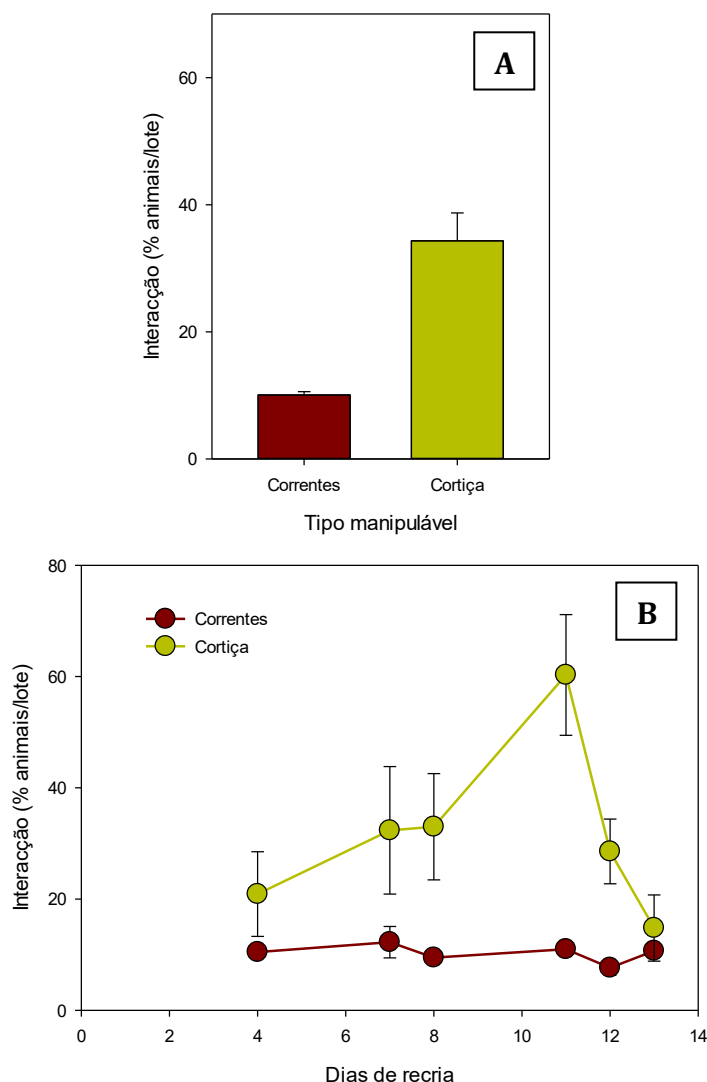 A
60
40
20
0
Interacção (% animais/lote)
Correntes
Cortiça
Tipo manipulável
80
60
40
20
0
Interacção (% animais/lote)
Correntes
Cortiça
B
0 2 4 6 8 10 12 14
Dias de recria